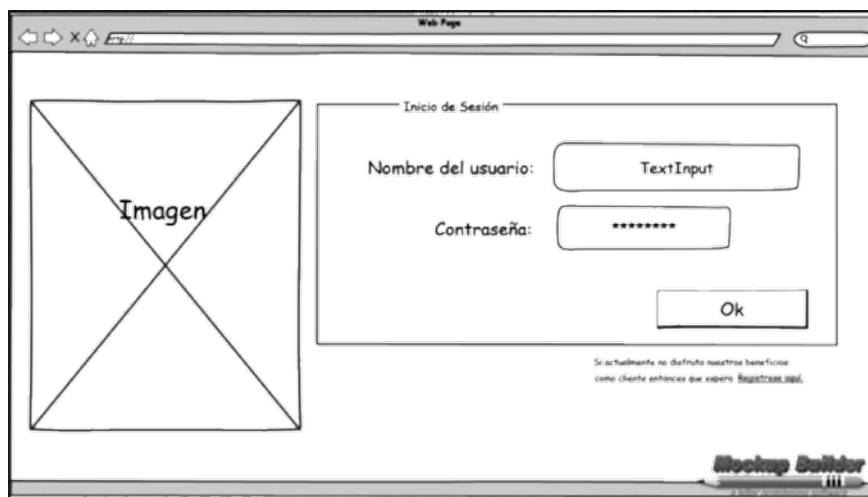 Web Page
http://
Inicio de Sesión
Imagen
Nombre del usuario:
TextInput
Contraseña:
********
Ok
Si actualmente no disfruta nuestros beneficios
como cliente entonces que espera. Regístrese aquí.
Mockup Builder